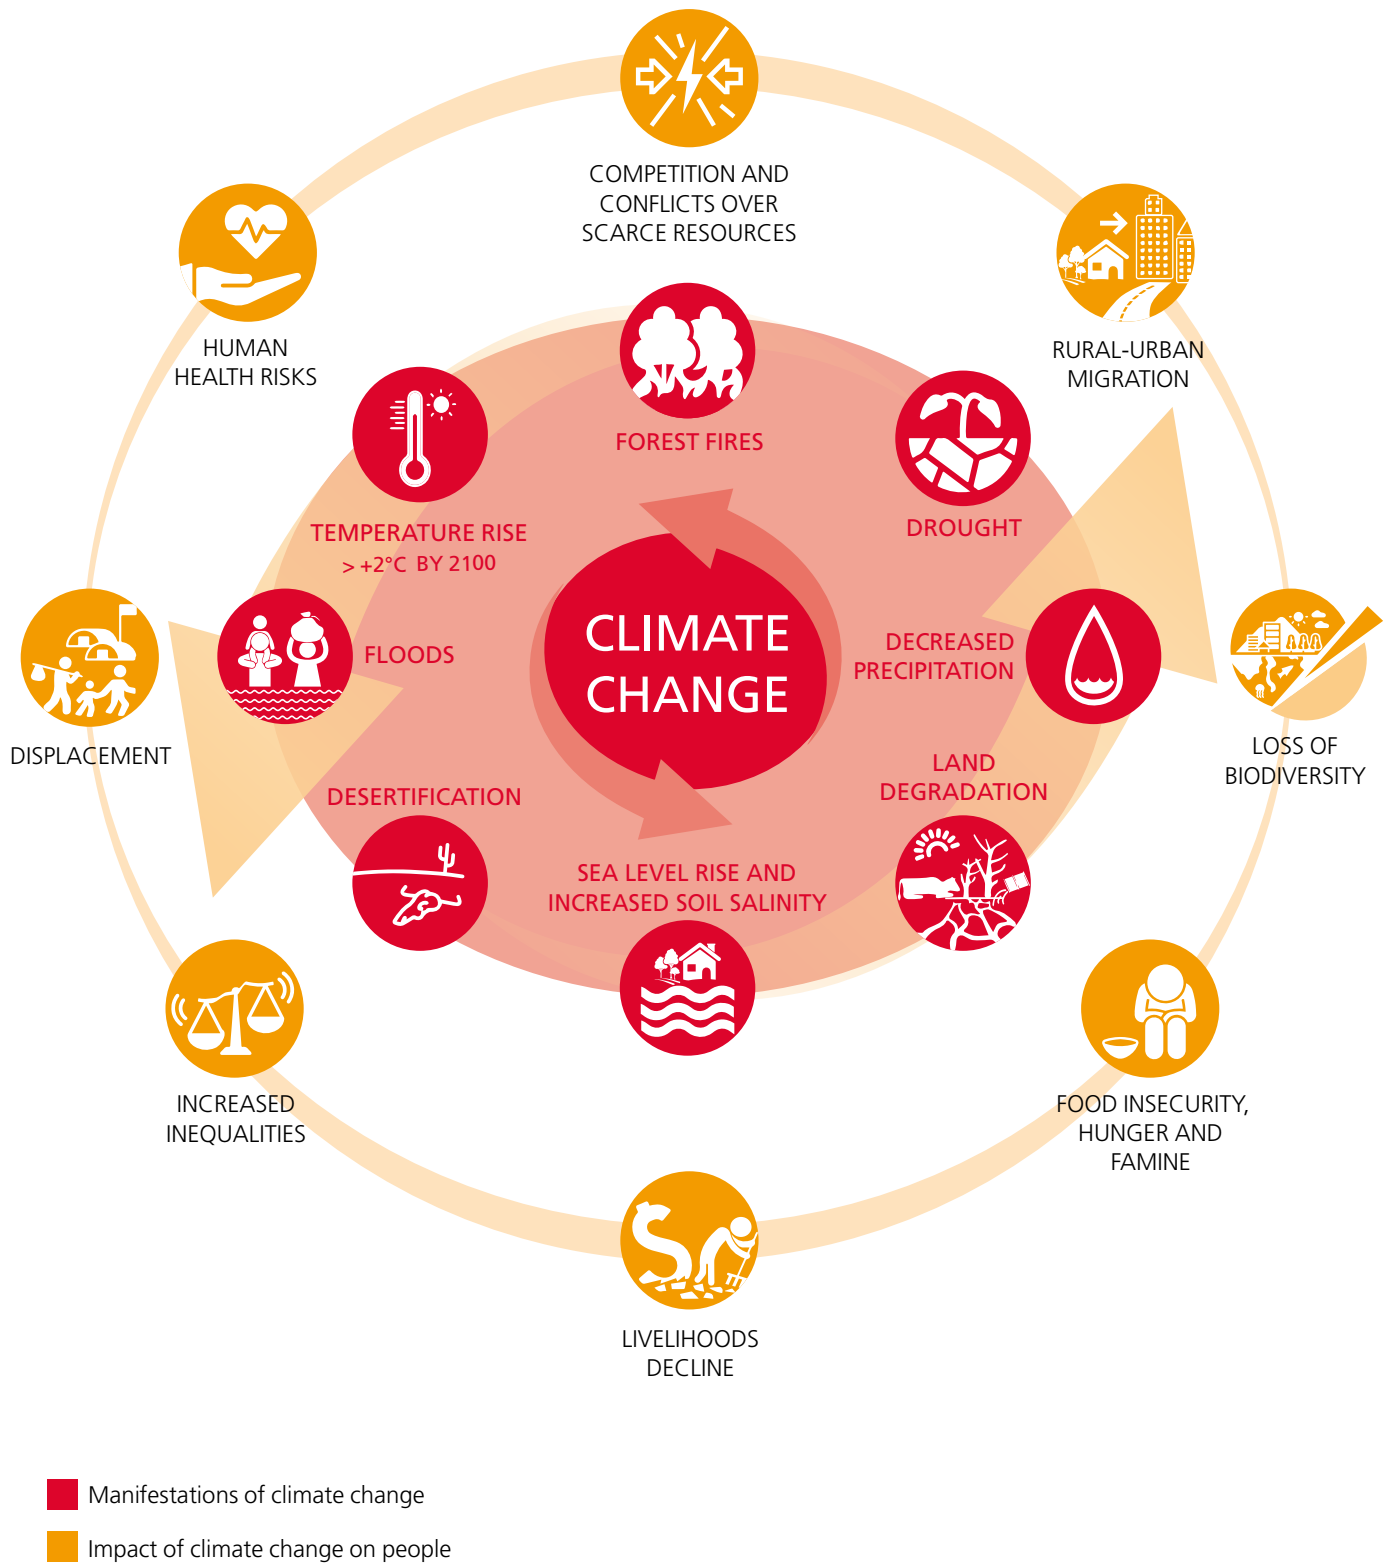 COMPETITION AND
CONFLICTS OVER
SCARCE RESOURCES
HUMAN
HEALTH RISKS
RURAL-URBAN
MIGRATION
FOREST FIRES
TEMPERATURE RISE
> +2°C BY 2100
DROUGHT
FLOODS
CLIMATE
CHANGE
DECREASED
PRECIPITATION
DISPLACEMENT
LOSS OF
BIODIVERSITY
DESERTIFICATION
LAND
DEGRADATION
SEA LEVEL RISE AND
INCREASED SOIL SALINITY
INCREASED
INEQUALITIES
FOOD INSECURITY,
HUNGER AND
FAMINE
LIVELIHOODS
DECLINE
Manifestations of climate change
Impact of climate change on people